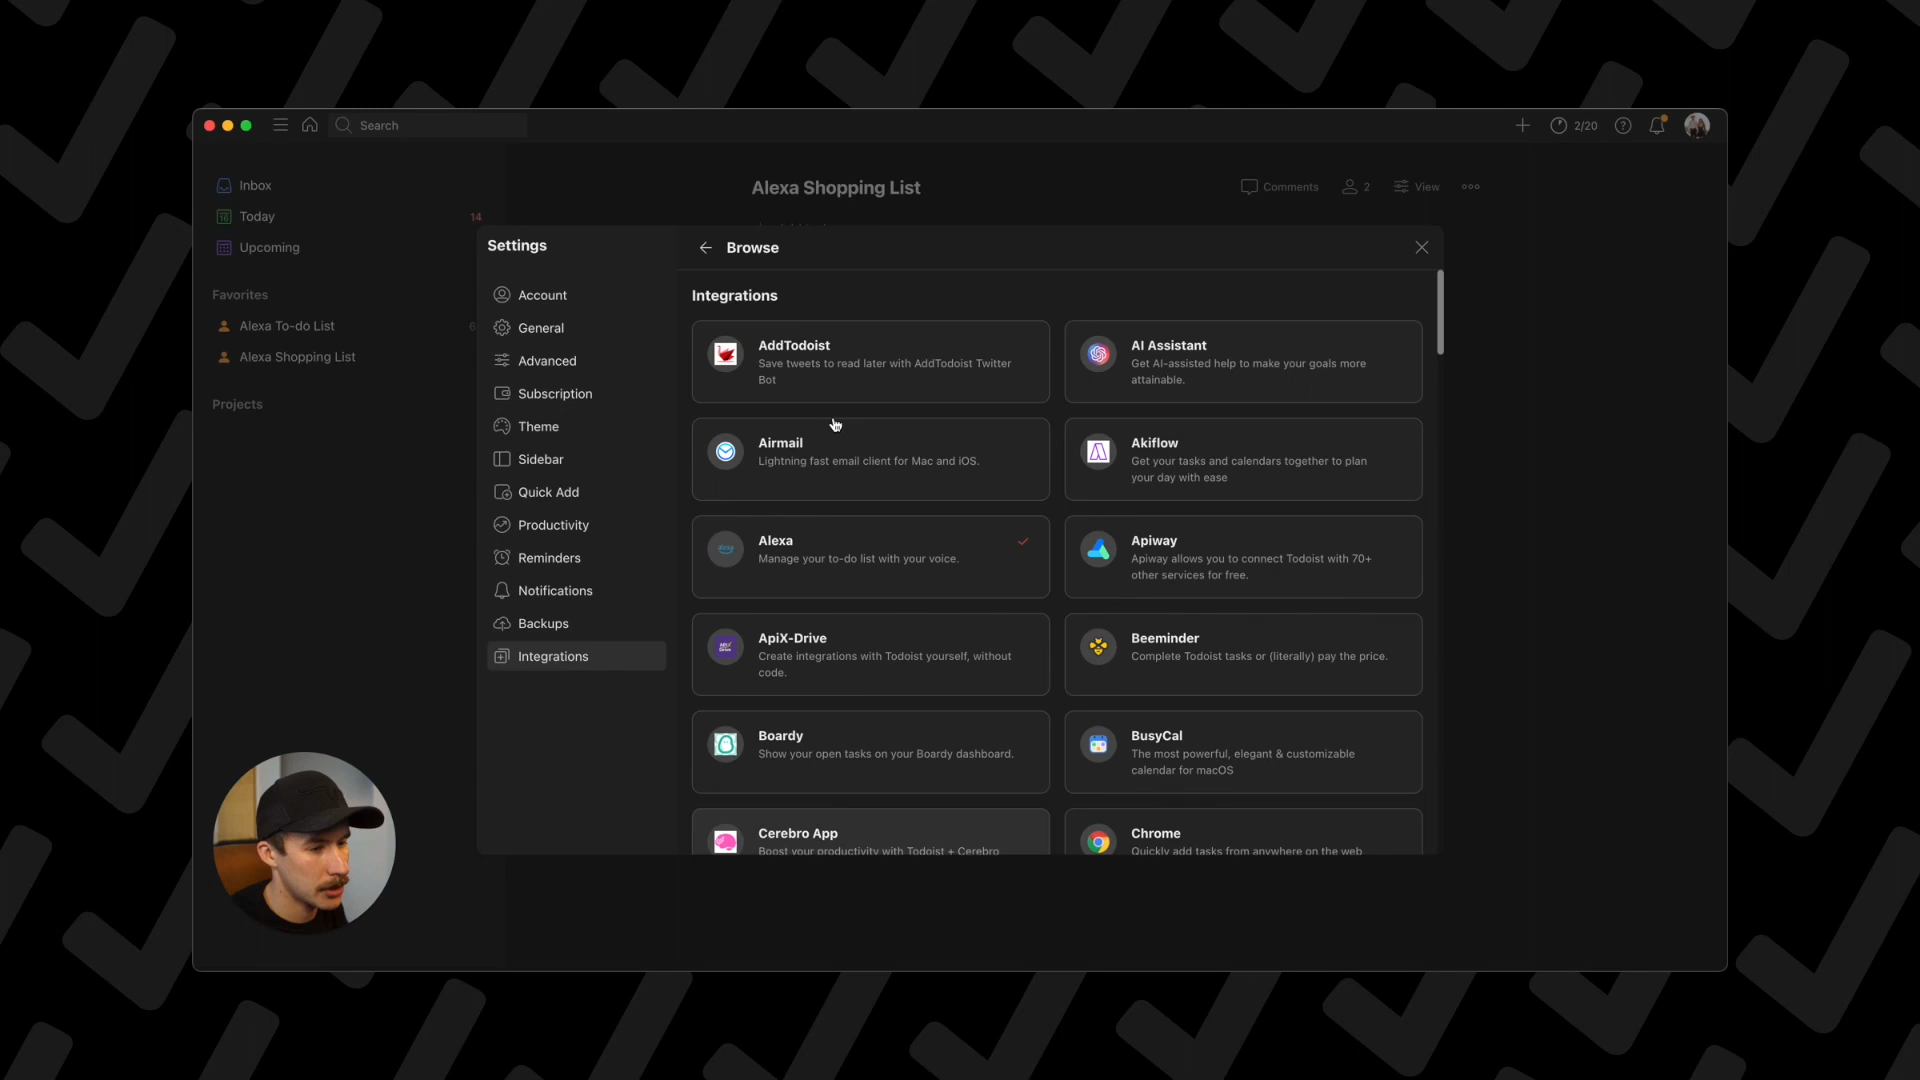 Search
2/20
Inbox
Today
14
Upcoming
Favorites
Alexa To-do List
6
Alexa Shopping List
Projects
Alexa Shopping List
Comments
2
View
Settings
Account
General
Advanced
Subscription
Theme
Sidebar
Quick Add
Productivity
Reminders
Notifications
Backups
Integrations
Browse
Integrations
AddTodoist
Save tweets to read later with AddTodoist Twitter
Bot
AI Assistant
Get AI-assisted help to make your goals more
attainable.
Airmail
Lightning fast email client for Mac and iOS.
Akiflow
Get your tasks and calendars together to plan
your day with ease
Alexa
Manage your to-do list with your voice.
Apiway
Apiway allows you to connect Todoist with 70+
other services for free.
ApiX-Drive
Create integrations with Todoist yourself, without
code.
Beeminder
Complete Todoist tasks or (literally) pay the price.
Boardy
Show your open tasks on your Boardy dashboard.
BusyCal
The most powerful, elegant & customizable
calendar for macOS
Cerebro App
Boost your productivity with Todoist + Cerebro
Chrome
Quickly add tasks from anywhere on the web